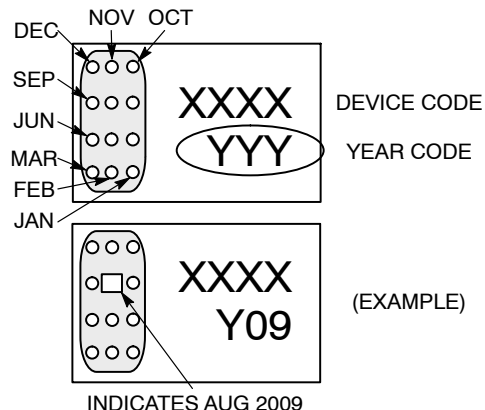 DEC NOV OCT
SEP
JUN
MAR
FEB
JAN
XXXX DEVICE CODE
YYY YEAR CODE
XXXX
Y09
(EXAMPLE)
INDICATES AUG 2009